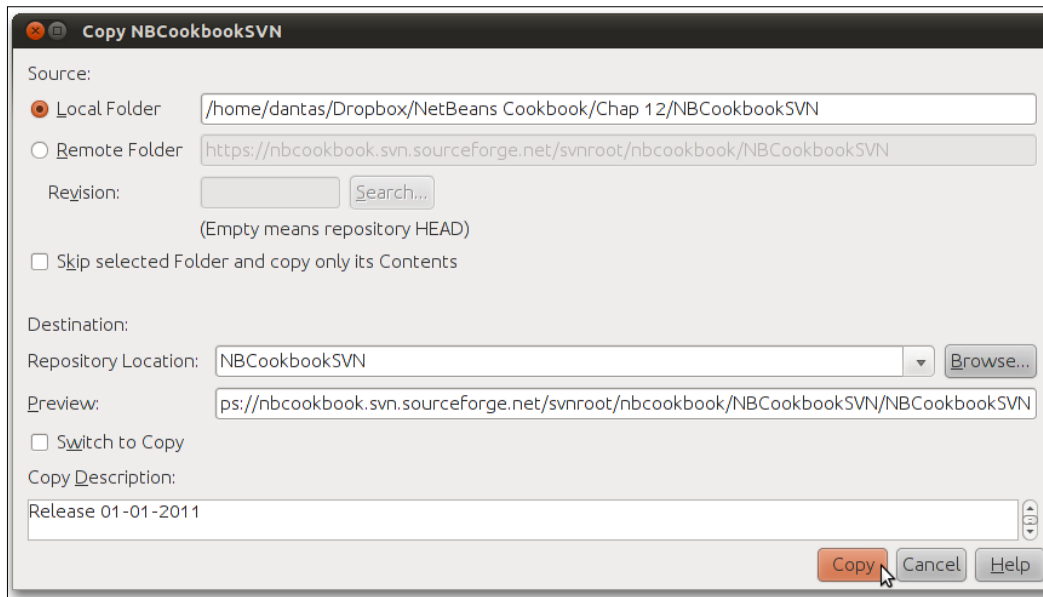 Copy NBCookbookSVN
Source:
Local Folder /home/dantas/Dropbox/NetBeans Cookbook/Chap 12/NBCookbookSVN
Remote Folder https://nbcookbook.svn.sourceforge.net/svnroot/nbcookbook/NBCookbookSVN
Revision: Search...
(Empty means repository HEAD)
Skip selected Folder and copy only its Contents
Destination:
Repository Location: NBCookbookSVN Browse...
Preview: ps://nbcookbook.svn.sourceforge.net/svnroot/nbcookbook/NBCookbookSVN/NBCookbookSVN
Switch to Copy
Copy Description:
Release 01-01-2011
Copy Cancel Help